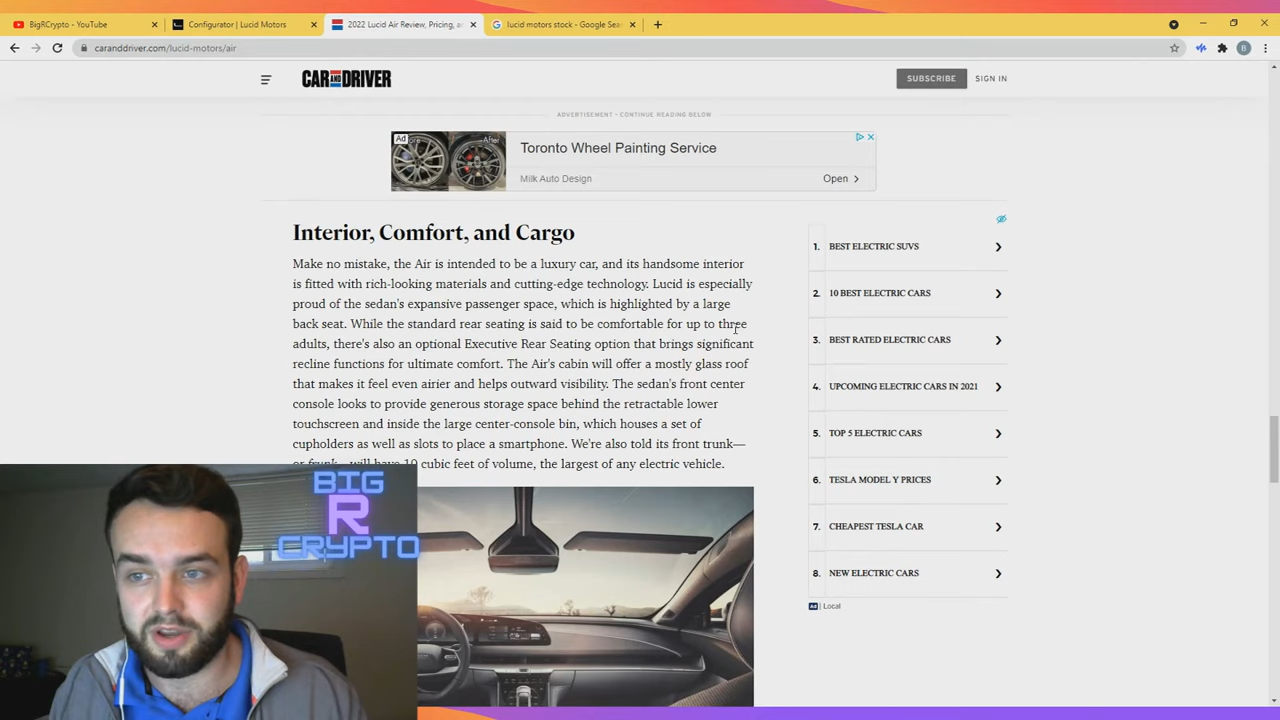 BigRCrypto - YouTube
Configurator | Lucid Motors
2022 Lucid Air Review, Pricing, a
lucid motors stock - Google Sea
caranddriver.com/lucid-motors/air
B
CAR AND DRIVER
SUBSCRIBE
SIGN IN
ADVERTISEMENT - CONTINUE READING BELOW
Ad
After
Toronto Wheel Painting Service
Milk Auto Design
Open
Interior, Comfort, and Cargo
Make no mistake, the Air is intended to be a luxury car, and its handsome interior
is fitted with rich-looking materials and cutting-edge technology. Lucid is especially
proud of the sedan's expansive passenger space, which is highlighted by a large
back seat. While the standard rear seating is said to be comfortable for up to three
adults, there's also an optional Executive Rear Seating option that brings significant
recline functions for ultimate comfort. The Air's cabin will offer a mostly glass roof
that makes it feel even airier and helps outward visibility. The sedan's front center
console looks to provide generous storage space behind the retractable lower
touchscreen and inside the large center-console bin, which houses a set of
cupholders as well as slots to place a smartphone. We're also told its front trunk—
or frunk—will have 10 cubic feet of volume, the largest of any electric vehicle.
1. BEST ELECTRIC SUVS
2. 10 BEST ELECTRIC CARS
3. BEST RATED ELECTRIC CARS
4. UPCOMING ELECTRIC CARS IN 2021
5. TOP 5 ELECTRIC CARS
6. TESLA MODEL Y PRICES
7. CHEAPEST TESLA CAR
8. NEW ELECTRIC CARS
Ad | Local
BIG
R
CRYPTO